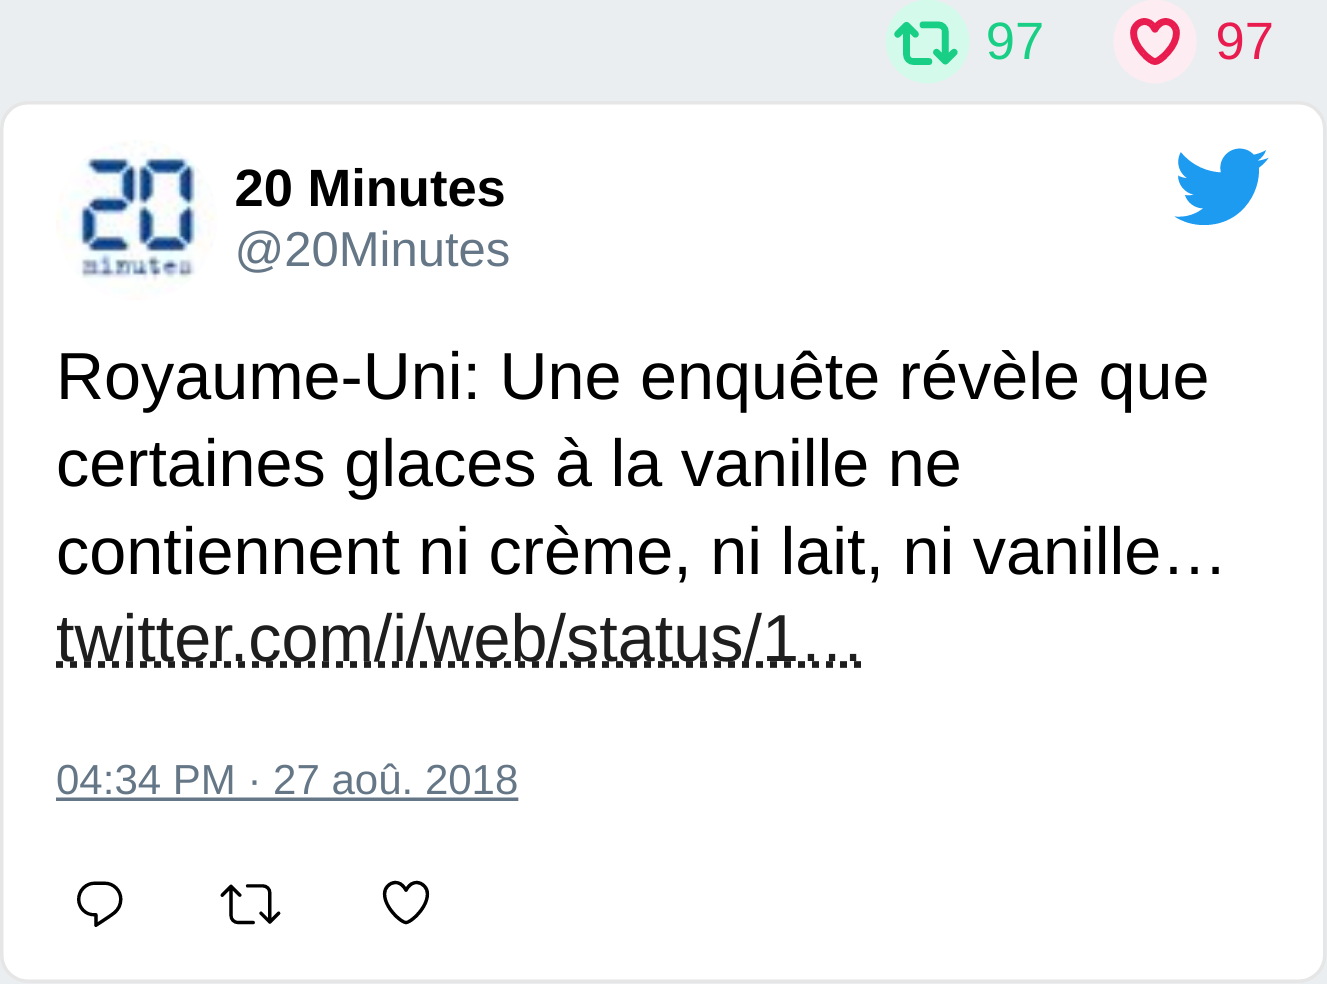 97 97
20 minutes
20 Minutes
@20Minutes
Royaume-Uni: Une enquête révèle que
certaines glaces à la vanille ne
contiennent ni crème, ni lait, ni vanille…
twitter.com/i/web/status/1…
04:34 PM · 27 aoû. 2018